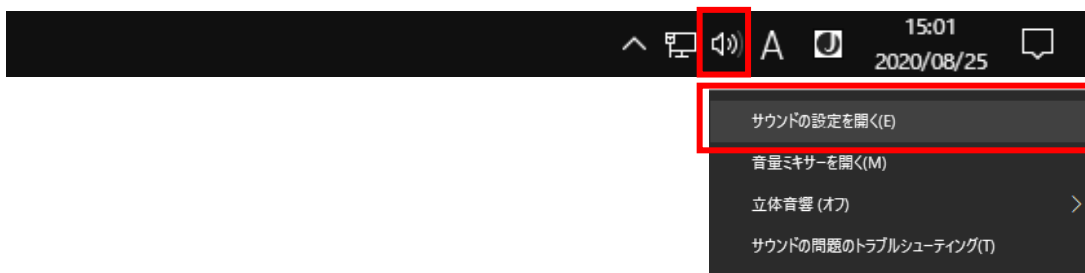 A J 15:01
2020/08/25
サウンドの設定を開く(E)
音量ミキサーを開く(M)
立体音響 (オフ)
サウンドの問題のトラブルシューティング(T)